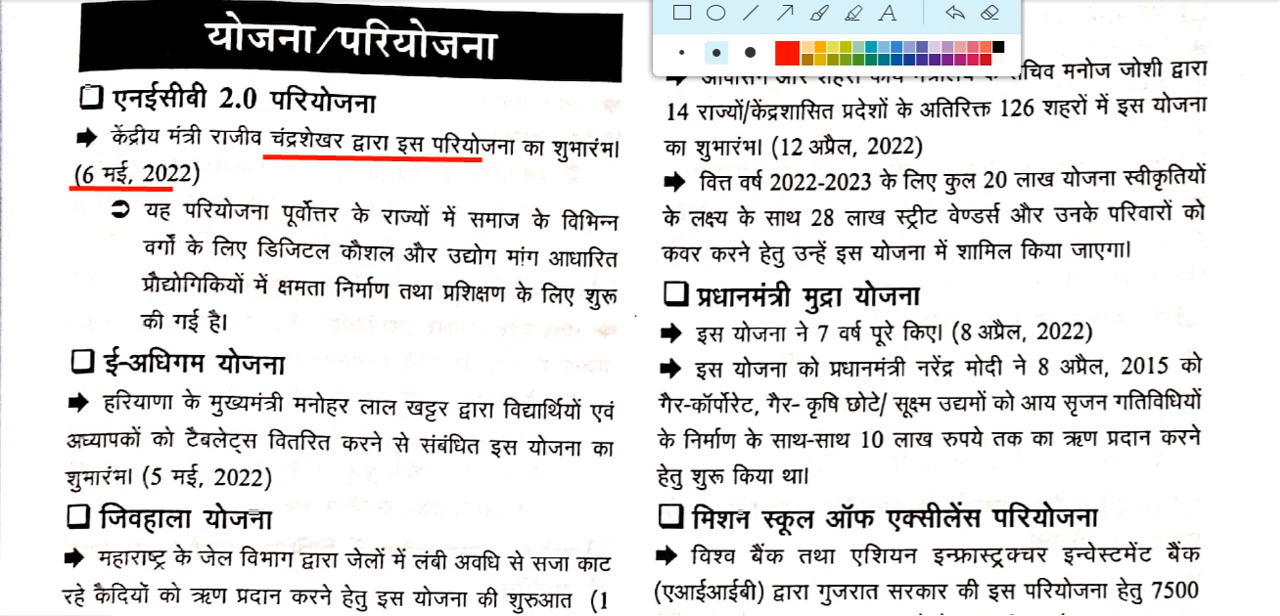 योजना/परियोजना
❑ एनईसीबी 2.0 परियोजना
➡ केंद्रीय मंत्री राजीव चंद्रशेखर द्वारा इस परियोजना का शुभारंभ।
(6 मई, 2022)
➲ यह परियोजना पूर्वोत्तर के राज्यों में समाज के विभिन्न
वर्गों के लिए डिजिटल कौशल और उद्योग मांग आधारित
प्रौद्योगिकियों में क्षमता निर्माण तथा प्रशिक्षण के लिए शुरू
की गई है।
❑ ई-अधिगम योजना
➡ हरियाणा के मुख्यमंत्री मनोहर लाल खट्टर द्वारा विद्यार्थियों एवं
अध्यापकों को टैबलेट्स वितरित करने से संबंधित इस योजना का
शुभारंभ। (5 मई, 2022)
❑ जिवहाला योजना
➡ महाराष्ट्र के जेल विभाग द्वारा जेलों में लंबी अवधि से सजा काट
रहे कैदियों को ऋण प्रदान करने हेतु इस योजना की शुरुआत (1
A
मनोज जोशी द्वारा
14 राज्यों/केंद्रशासित प्रदेशों के अतिरिक्त 126 शहरों में इस योजना
का शुभारंभ। (12 अप्रैल, 2022)
➡ वित्त वर्ष 2022-2023 के लिए कुल 20 लाख योजना स्वीकृतियों
के लक्ष्य के साथ 28 लाख स्ट्रीट वेण्डर्स और उनके परिवारों को
कवर करने हेतु उन्हें इस योजना में शामिल किया जाएगा।
❑ प्रधानमंत्री मुद्रा योजना
➡ इस योजना ने 7 वर्ष पूरे किए। (8 अप्रैल, 2022)
➡ इस योजना को प्रधानमंत्री नरेंद्र मोदी ने 8 अप्रैल, 2015 को
गैर-कॉर्पोरेट, गैर- कृषि छोटे/ सूक्ष्म उद्यमों को आय सृजन गतिविधियों
के निर्माण के साथ-साथ 10 लाख रुपये तक का ऋण प्रदान करने
हेतु शुरू किया था।
❑ मिशन स्कूल ऑफ एक्सीलेंस परियोजना
➡ विश्व बैंक तथा एशियन इन्फ्रास्ट्रक्चर इन्वेस्टमेंट बैंक
(एआईआईबी) द्वारा गुजरात सरकार की इस परियोजना हेतु 7500